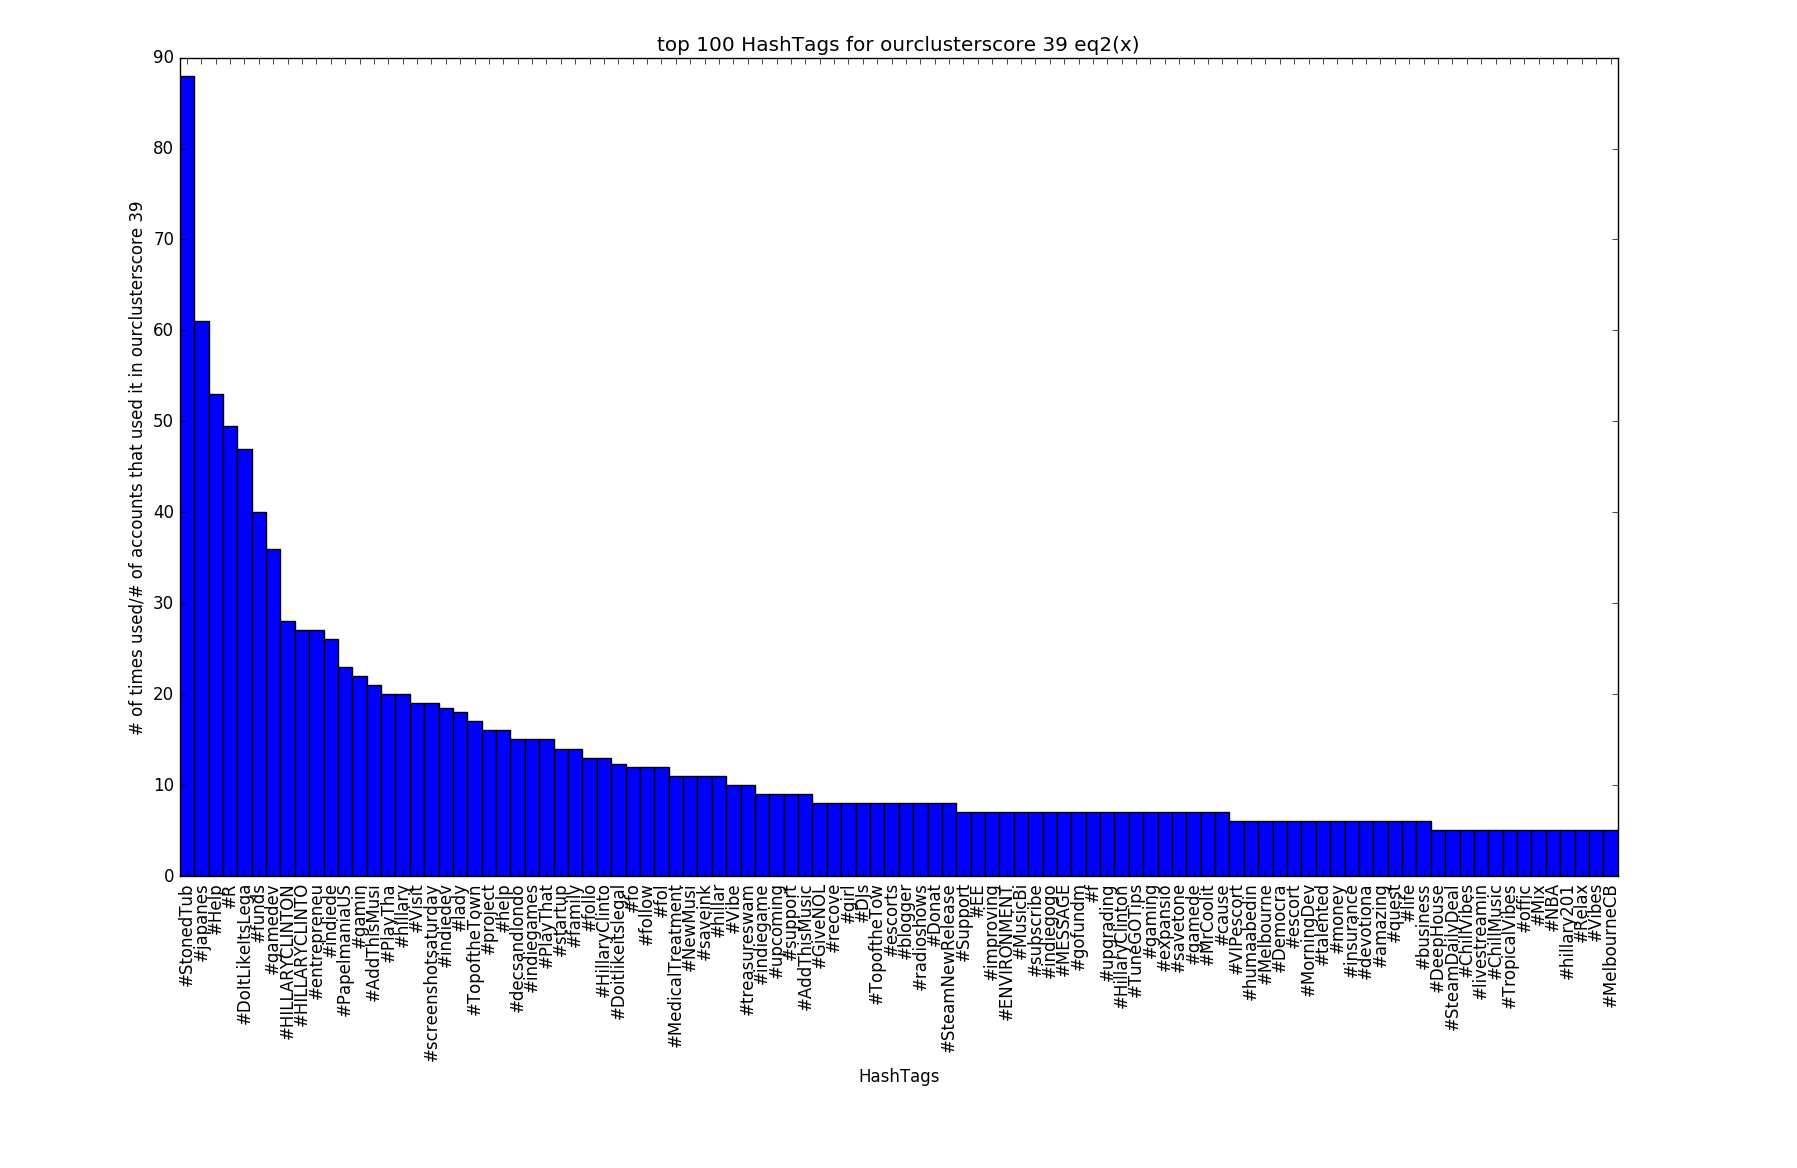 top 100 HashTags for ourclusterscore 39 eq2(x)
# of times used/# of accounts that used it in ourclusterscore 39
90
80
70
60
50
40
30
20
10
0
#StonedTub
#japanes
#Help
#R
#DoItLikeItsLega
#funds
#gamedev
#HILLARYCLINTON
#HILLARYCLINTO
#entrepreneu
#indiede
#PapelmaniaUS
#gamin
#AddThisMusi
#PlayTha
#hillary
#Visit
#screenshotsaturday
#indiedev
#lady
#TopoftheTown
#project
#help
#decsandlondo
#indiegames
#PlayThat
#startup
#family
#follo
#HillaryClinto
#DoitlikeitsIegal
#fo
#follow
#fol
#MedicalTreatment
#NewMusi
#savejnk
#hillar
#Vibe
#treasureswam
#indiegame
#upcoming
#support
#AddThisMusic
#GiveNOL
#recove
#girl
#DJs
#TopoftheTow
#escorts
#blogger
#radioshows
#Donat
#SteamNewRelease
#Support
#EE
#improving
#ENVIRONMENT
#MusicBi
#subscribe
#indiegogo
#MESSAGE
#gofundm
#f
#upgrading
#HillaryClinton
#TuneGOTips
#gaming
#expansio
#savetone
#gamede
#MrCoolit
#cause
#VIPescort
#humaabedin
#Melbourne
#Democra
#escort
#MorningDev
#talented
#money
#insurance
#devotiona
#amazing
#quest
#life
#business
#DeepHouse
#SteamDailyDeal
#ChillVibes
#livestreamin
#ChillMusic
#TropicalVibes
#offic
#Mix
#NBA
#hillary201
#Relax
#Vibes
#MelbourneCB
HashTags